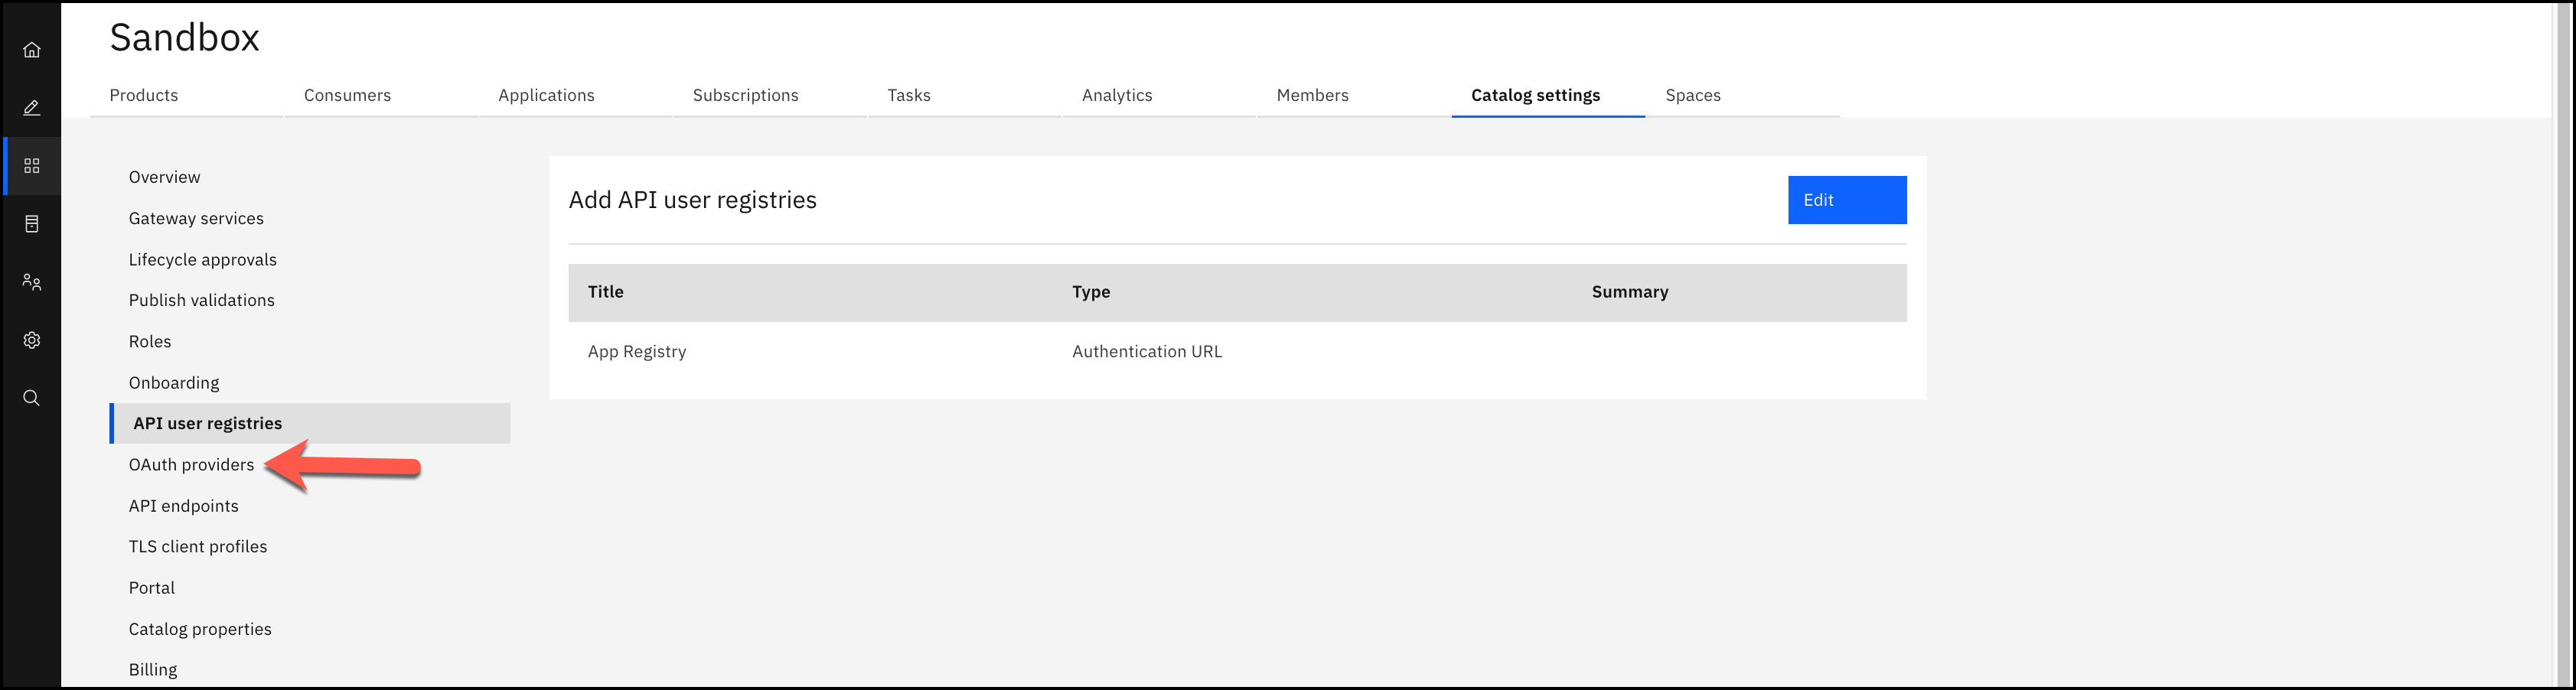 Sandbox
Products Consumers Applications Subscriptions Tasks Analytics Members Catalog settings Spaces
Overview
Gateway services
Lifecycle approvals
Publish validations
Roles
Onboarding
API user registries
OAuth providers
API endpoints
TLS client profiles
Portal
Catalog properties
Billing
Add API user registries
Edit
Title Type Summary
App Registry Authentication URL